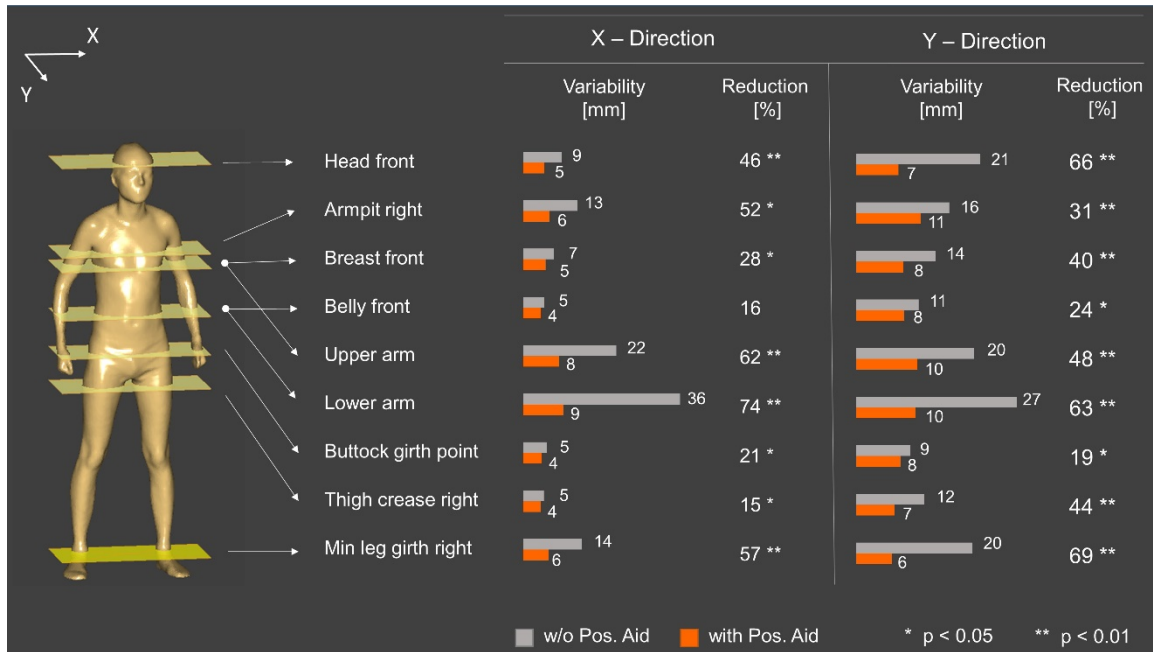 X
Y
X – Direction Y – Direction
Variability [mm] Reduction [%] Variability [mm] Reduction [%]
Head front 9 5 46 ** 21 7 66 **
Armpit right 13 6 52 * 16 11 31 **
Breast front 7 5 28 * 14 8 40 **
Belly front 5 4 16 11 8 24 *
Upper arm 22 8 62 ** 20 10 48 **
Lower arm 36 9 74 ** 27 10 63 **
Buttock girth point 5 4 21 * 9 8 19 *
Thigh crease right 5 4 15 * 12 7 44 **
Min leg girth right 14 6 57 ** 20 6 69 **
w/o Pos. Aid with Pos. Aid * p < 0.05 ** p < 0.01